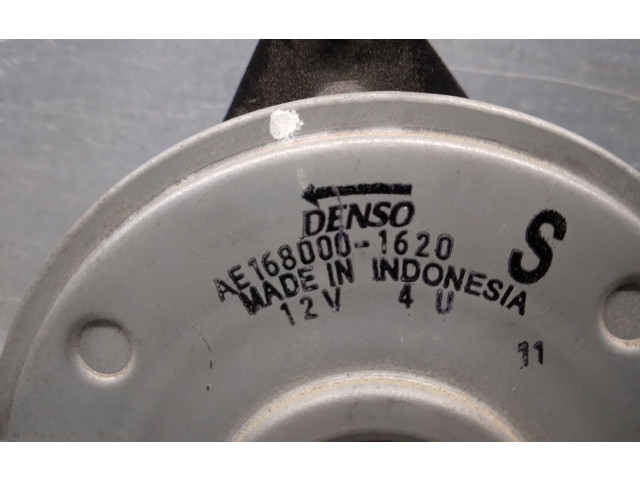 DENSO
S
AE168000-1620
MADE IN INDONESIA
12V 4 U
11